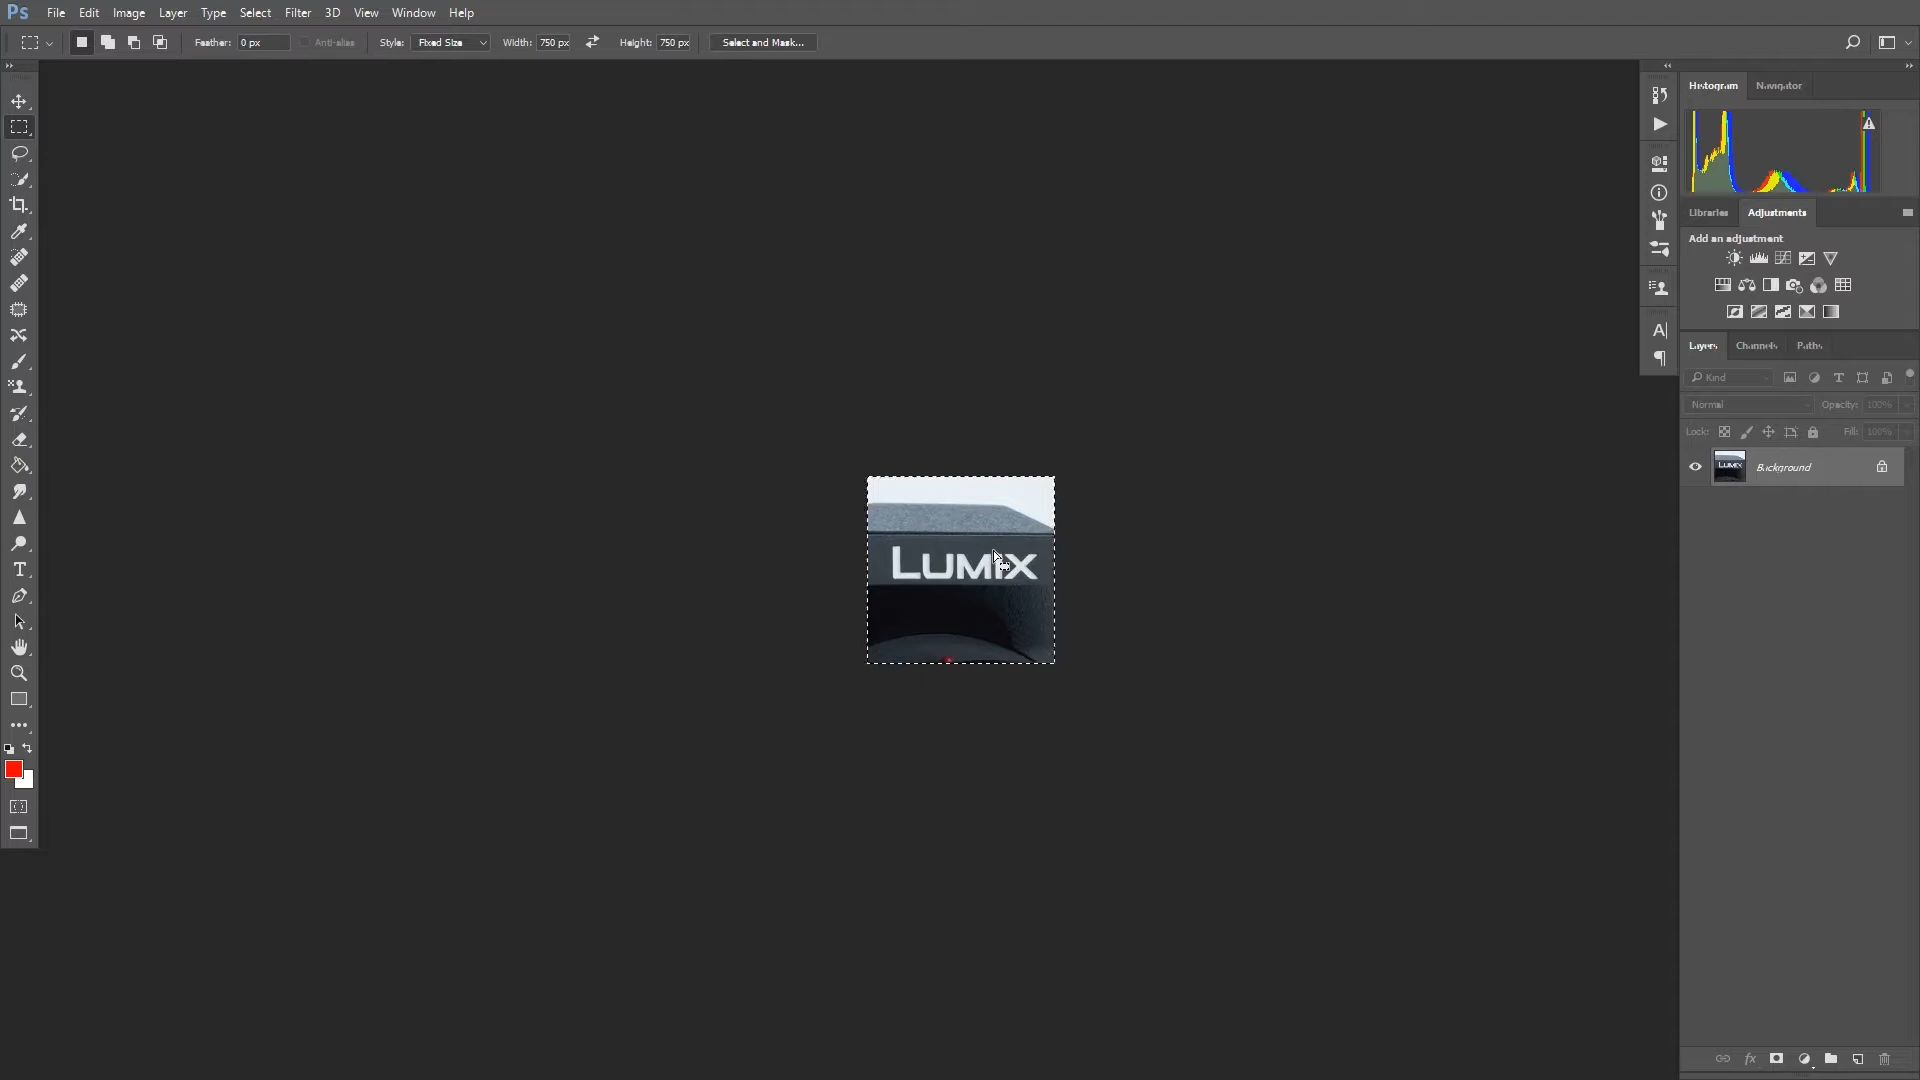 Ps File Edit Image Layer Type Select Filter 3D View Window Help
Feather: 0 px Anti-alias Style: Fixed Size Width: 750 px Height: 750 px Select and Mask...
Histogram Navigator
Libraries Adjustments
Add an adjustment
Layers Channels Paths
Kind
Normal Opacity: 100%
Lock: Fill: 100%
Background
LUMIX